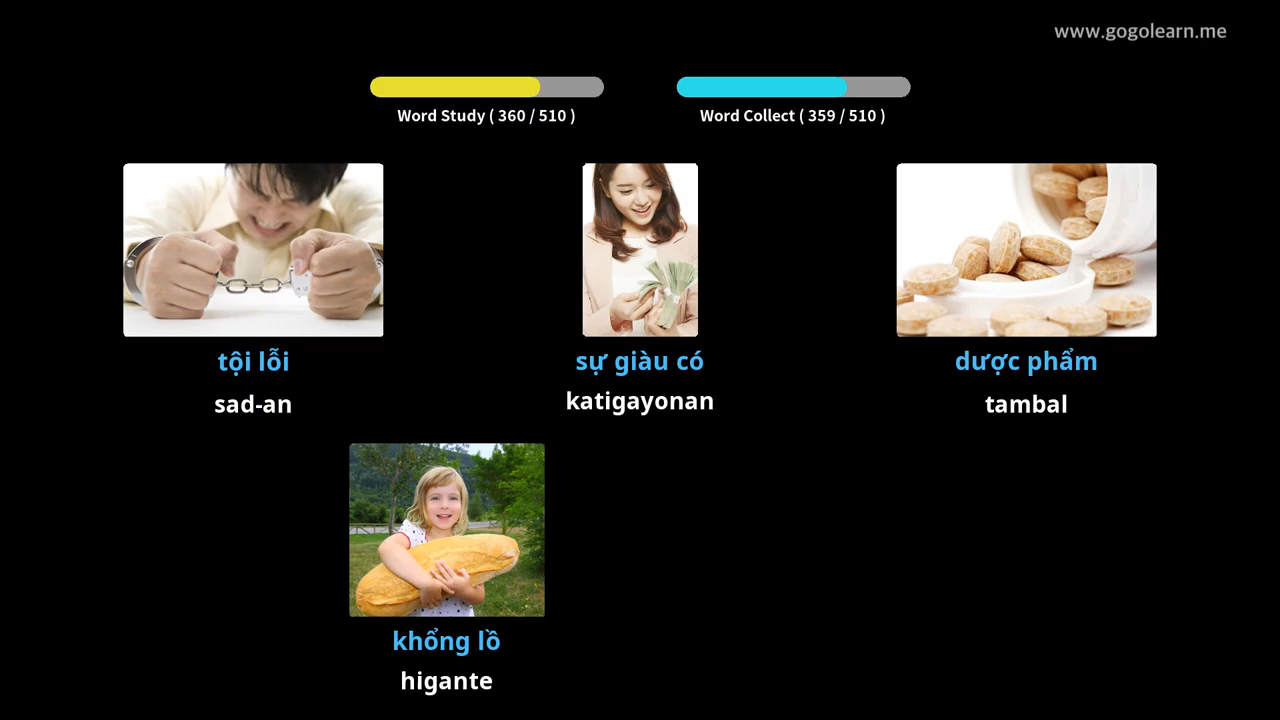 www.gogolearn.me
Word Study ( 360 / 510 )
Word Collect ( 359 / 510 )
tội lỗi
sad-an
sự giàu có
katigayonan
dược phẩm
tambal
khổng lồ
higante